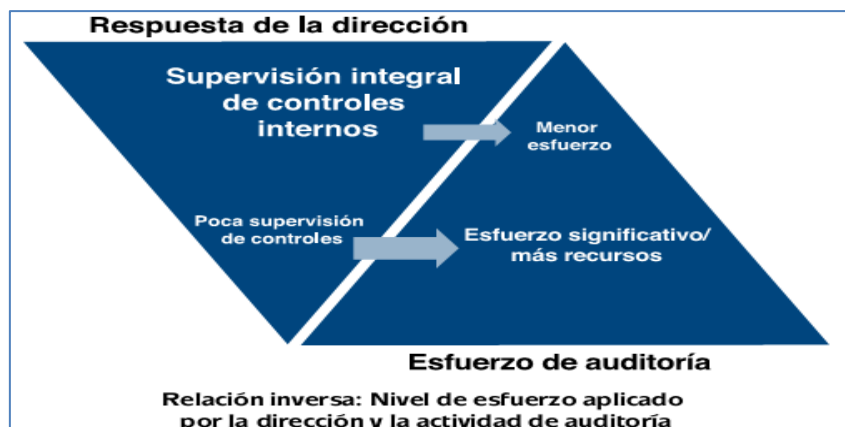 Respuesta de la dirección
Supervisión integral
de controles
internos
Menor
esfuerzo
Poca supervisión
de controles
Esfuerzo significativo/
más recursos
Esfuerzo de auditoría
Relación inversa: Nivel de esfuerzo aplicado
por la dirección y la actividad de auditoría